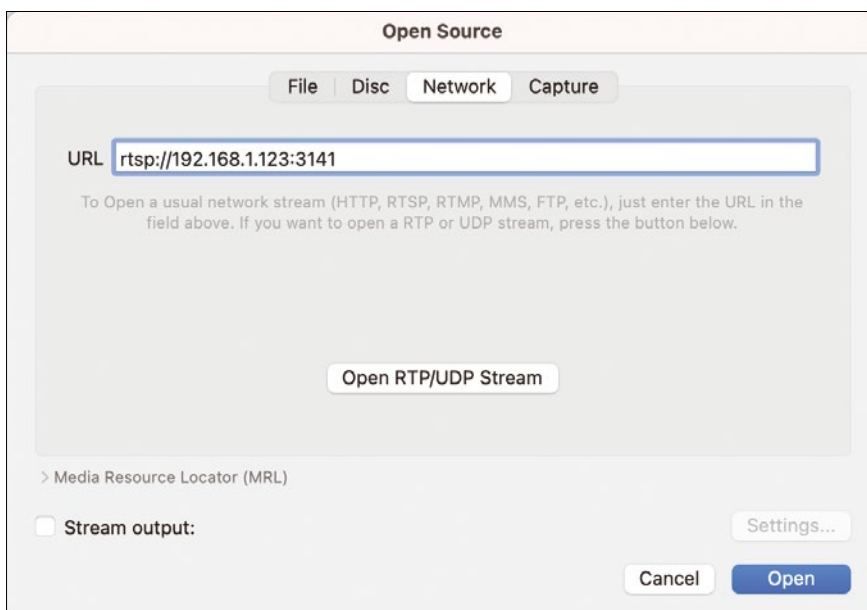 Open Source
File Disc Network Capture
URL rtsp://192.168.1.123:3141
To Open a usual network stream (HTTP, RTSP, RTMP, MMS, FTP, etc.), just enter the URL in the
field above. If you want to open a RTP or UDP stream, press the button below.
Open RTP/UDP Stream
Media Resource Locator (MRL)
Stream output:
Settings...
Cancel Open